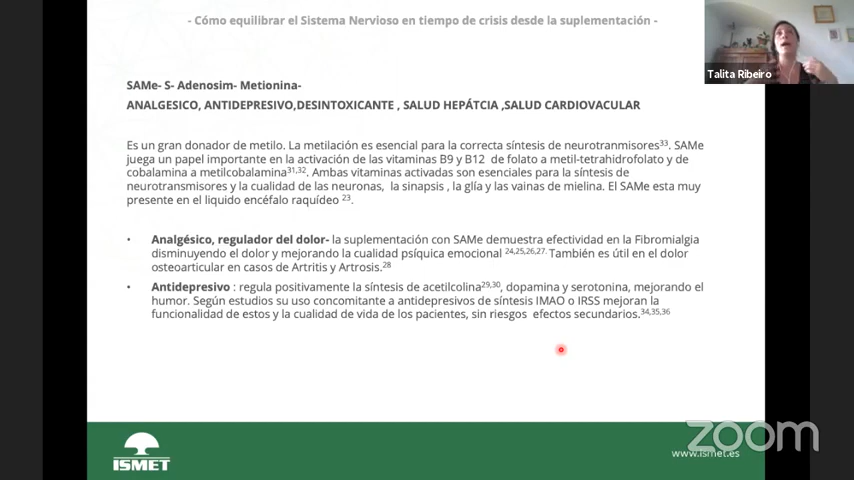 - Cómo equilibrar el Sistema Nervioso en tiempo de crisis desde la suplementación -
Talita Ribeiro
SAMe- S- Adenosim- Metionina-
ANALGESICO, ANTIDEPRESIVO,DESINTOXICANTE , SALUD HEPÁTCIA ,SALUD CARDIOVACULAR
Es un gran donador de metilo. La metilación es esencial para la correcta síntesis de neurotranmisores33. SAMe
juega un papel importante en la activación de las vitaminas B9 y B12 de folato a metil-tetrahidrofolato y de
cobalamina a metilcobalamina31,32. Ambas vitaminas activadas son esenciales para la síntesis de
neurotransmisores y la cualidad de las neuronas, la sinapsis , la glía y las vainas de mielina. El SAMe esta muy
presente en el liquido encéfalo raquídeo 23.
• Analgésico, regulador del dolor- la suplementación con SAMe demuestra efectividad en la Fibromialgia
disminuyendo el dolor y mejorando la cualidad psíquica emocional 24,25,26,27. También es útil en el dolor
osteoarticular en casos de Artritis y Artrosis.28
• Antidepresivo : regula positivamente la síntesis de acetilcolina29,30, dopamina y serotonina, mejorando el
humor. Según estudios su uso concomitante a antidepresivos de síntesis IMAO o IRSS mejoran la
funcionalidad de estos y la cualidad de vida de los pacientes, sin riesgos efectos secundarios.34,35,36
ISMET
zoom
www.ismet.es